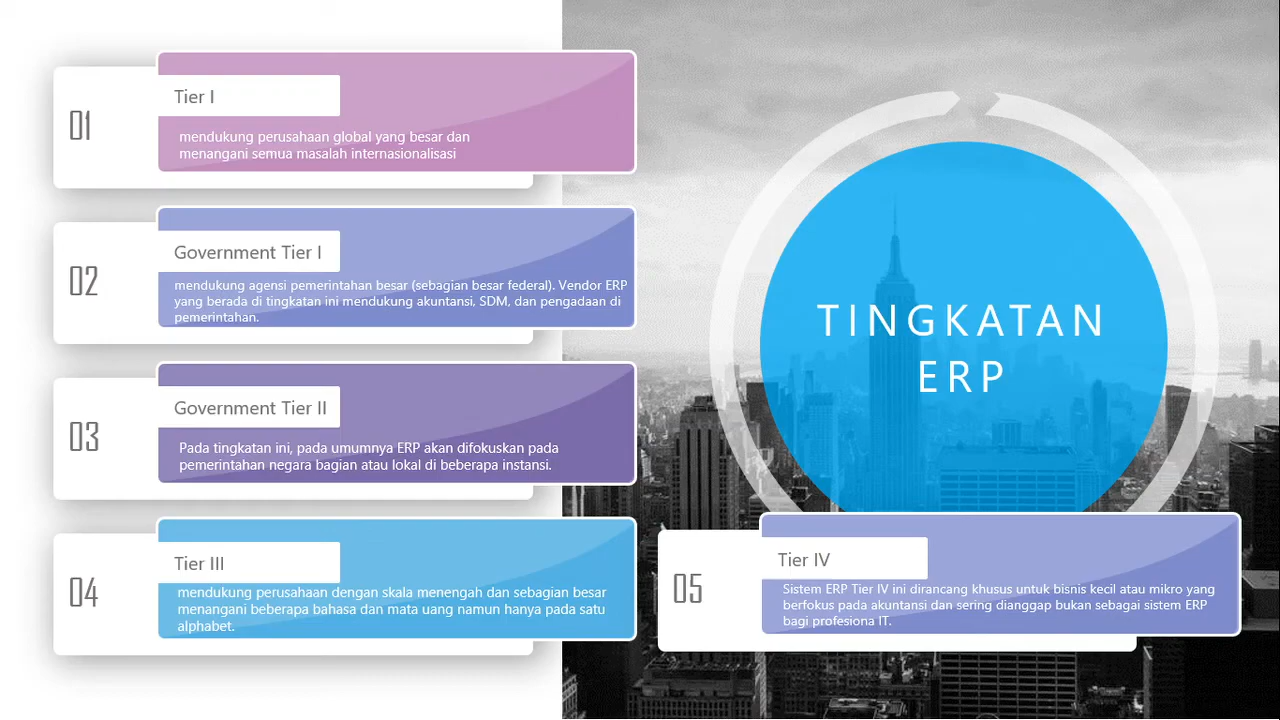 01
Tier I
mendukung perusahaan global yang besar dan
menangani semua masalah internasionalisasi
02
Government Tier I
mendukung agensi pemerintahan besar (sebagian besar federal). Vendor ERP
yang berada di tingkatan ini mendukung akuntansi, SDM, dan pengadaan di
pemerintahan.
03
Government Tier II
Pada tingkatan ini, pada umumnya ERP akan difokuskan pada
pemerintahan negara bagian atau lokal di beberapa instansi.
04
Tier III
mendukung perusahaan dengan skala menengah dan sebagian besar
menangani beberapa bahasa dan mata uang namun hanya pada satu
alphabet.
TINGKATAN
ERP
05
Tier IV
Sistem ERP Tier IV ini dirancang khusus untuk bisnis kecil atau mikro yang
berfokus pada akuntansi dan sering dianggap bukan sebagai sistem ERP
bagi profesiona IT.